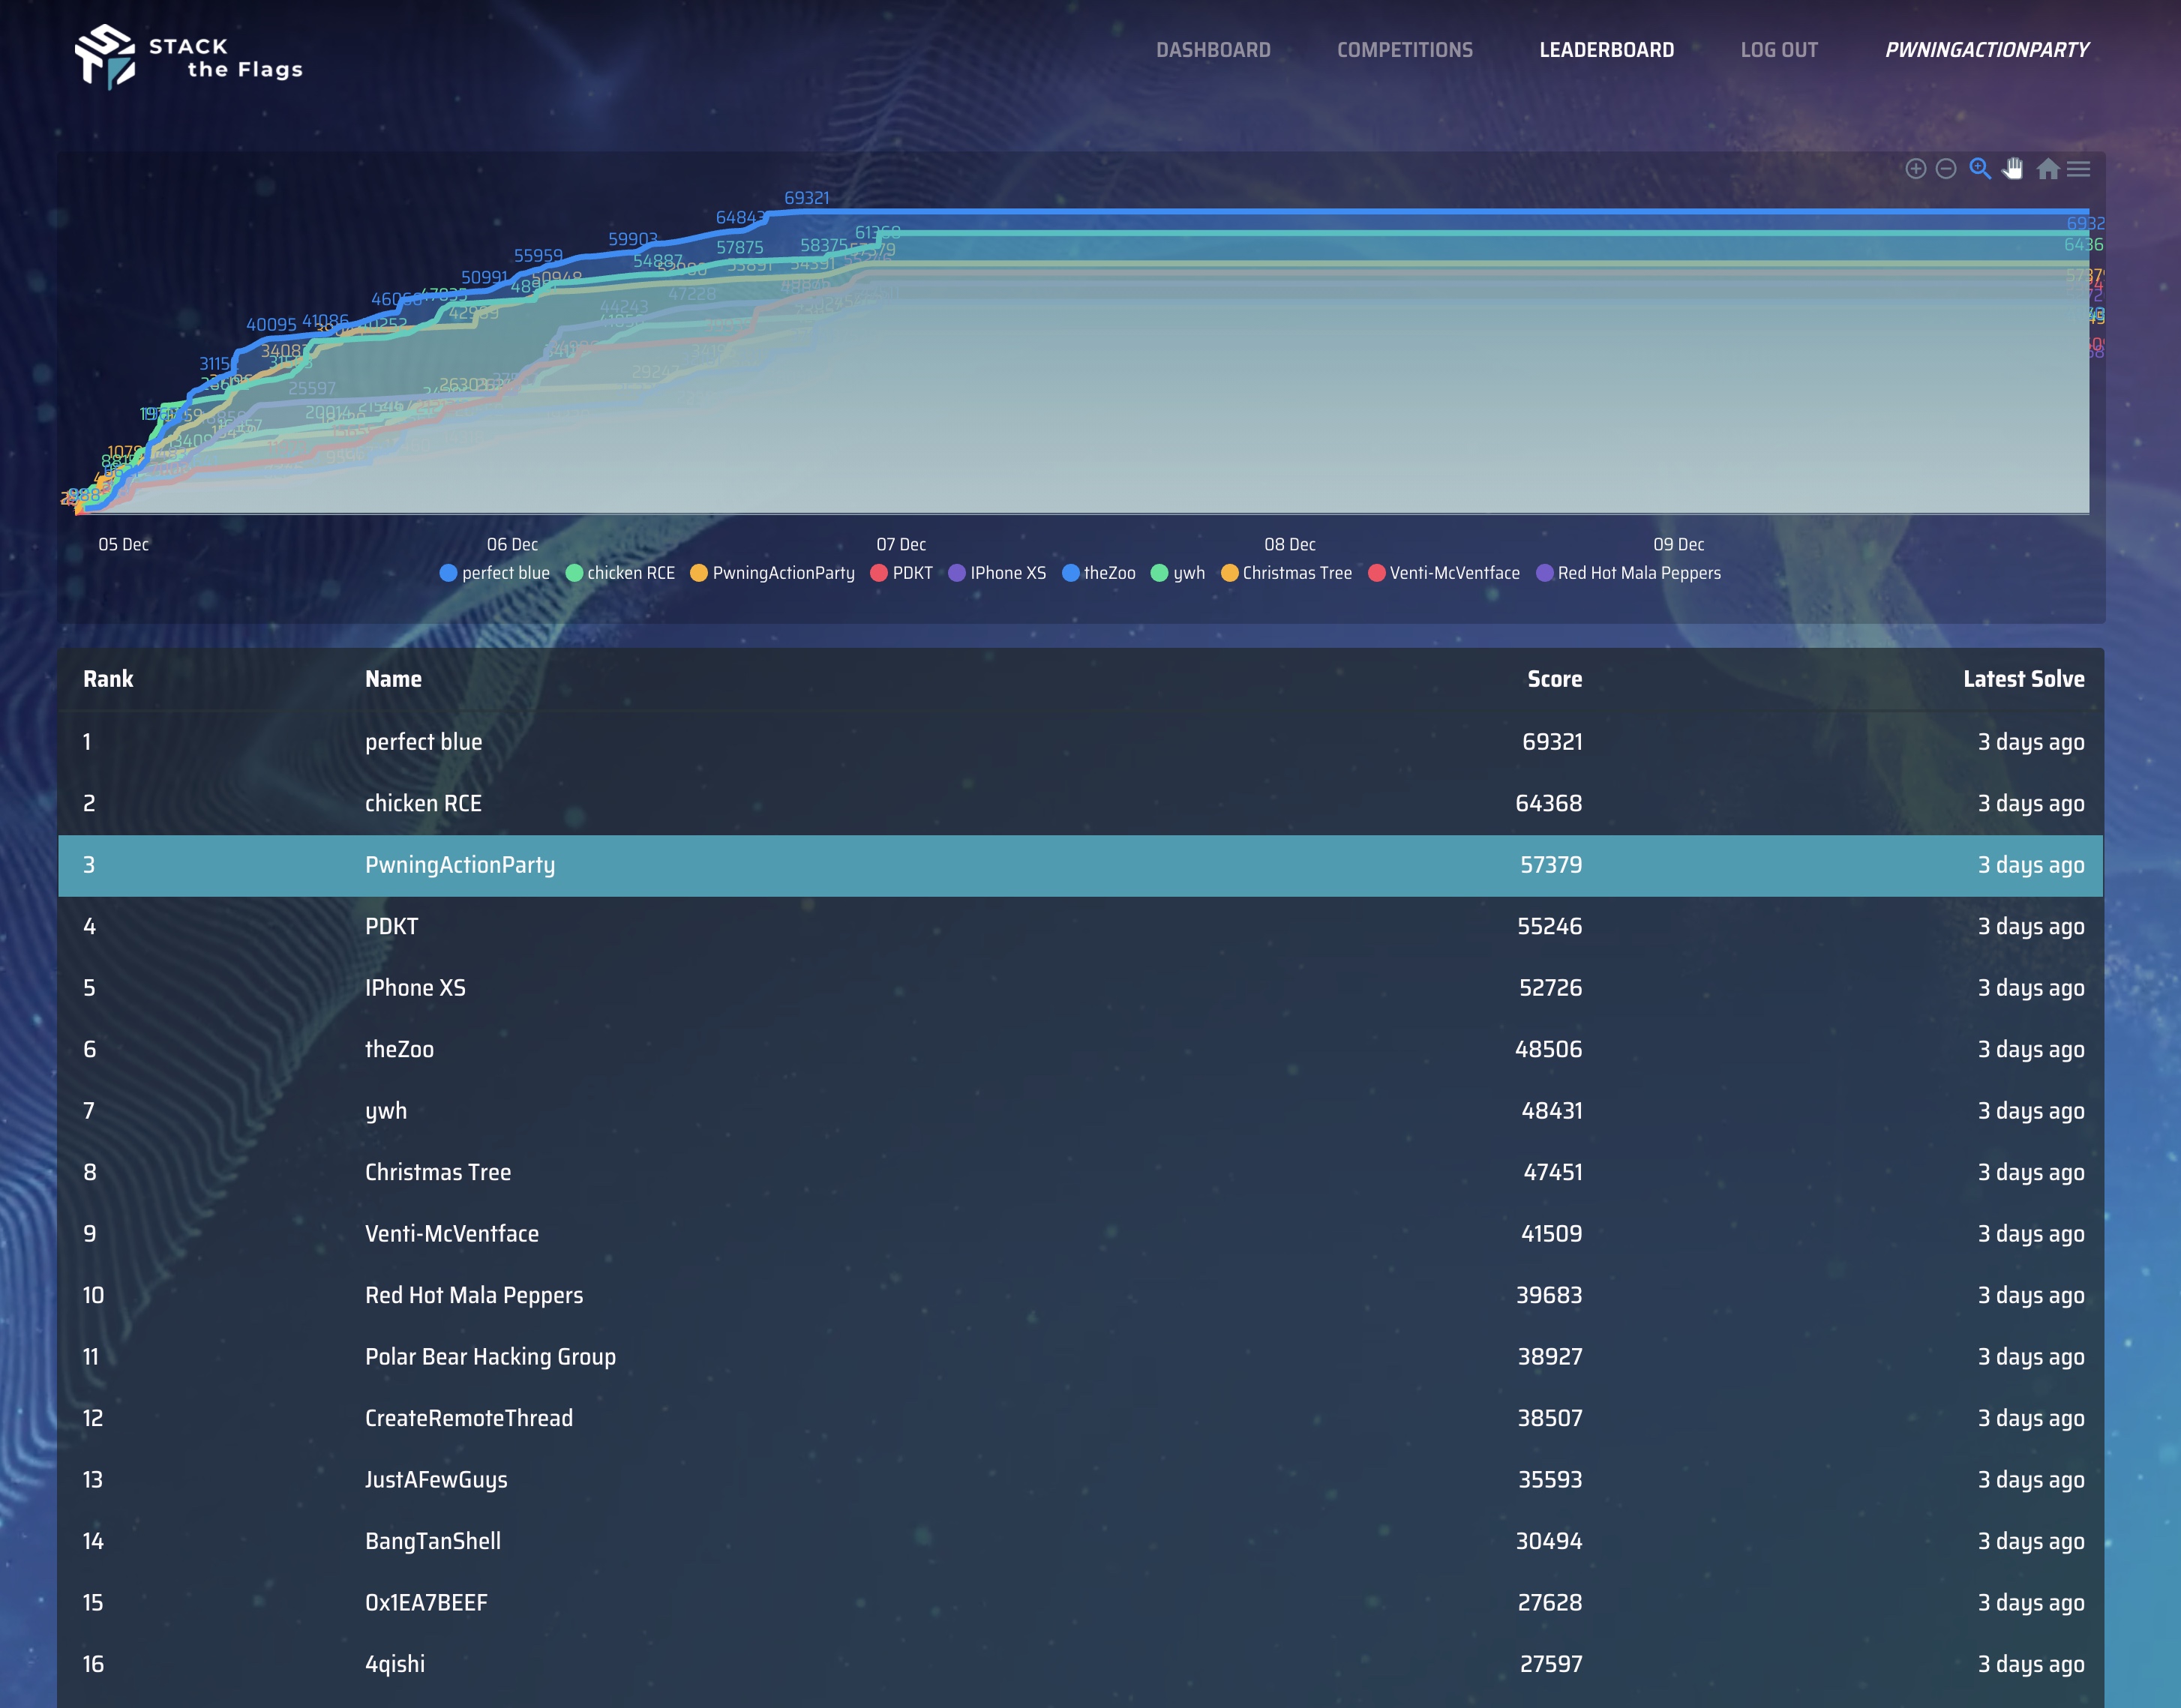 STACK
the Flags
DASHBOARD COMPETITIONS LEADERBOARD LOG OUT PWNINGACTIONPARTY
69321
64843
61368
59903
57875
58375
55959
54887
50991
50948
47228
44243
40095 41086
25597
05 Dec 06 Dec 07 Dec 08 Dec 09 Dec
perfect blue chicken RCE PwningActionParty PDKT IPhone XS theZoo ywh Christmas Tree Venti-McVentface Red Hot Mala Peppers
Rank Name Score Latest Solve
1 perfect blue 69321 3 days ago
2 chicken RCE 64368 3 days ago
3 PwningActionParty 57379 3 days ago
4 PDKT 55246 3 days ago
5 IPhone XS 52726 3 days ago
6 theZoo 48506 3 days ago
7 ywh 48431 3 days ago
8 Christmas Tree 47451 3 days ago
9 Venti-McVentface 41509 3 days ago
10 Red Hot Mala Peppers 39683 3 days ago
11 Polar Bear Hacking Group 38927 3 days ago
12 CreateRemoteThread 38507 3 days ago
13 JustAFewGuys 35593 3 days ago
14 BangTanShell 30494 3 days ago
15 0x1EA7BEEF 27628 3 days ago
16 4qishi 27597 3 days ago